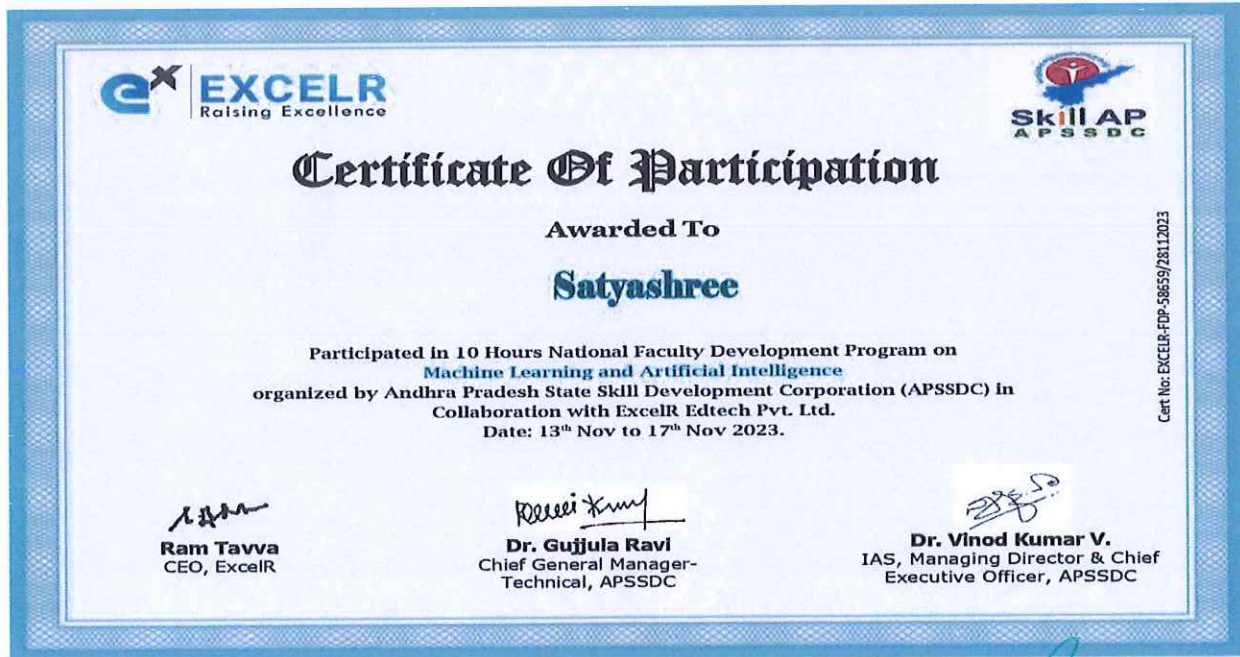 ex EXCELR
Raising Excellence
Skill AP
APSSDC
Certificate Of Participation
Awarded To
Satyashree
Participated in 10 Hours National Faculty Development Program on
Machine Learning and Artificial Intelligence
organized by Andhra Pradesh State Skill Development Corporation (APSSDC) in
Collaboration with ExcelR Edtech Pvt. Ltd.
Date: 13th Nov to 17th Nov 2023.
Cert No: EXCELR-FDP-58659/28112023
Ram Tavva
CEO, ExcelR
Dr. Gujjula Ravi
Chief General Manager-
Technical, APSSDC
Dr. Vinod Kumar V.
IAS, Managing Director & Chief
Executive Officer, APSSDC